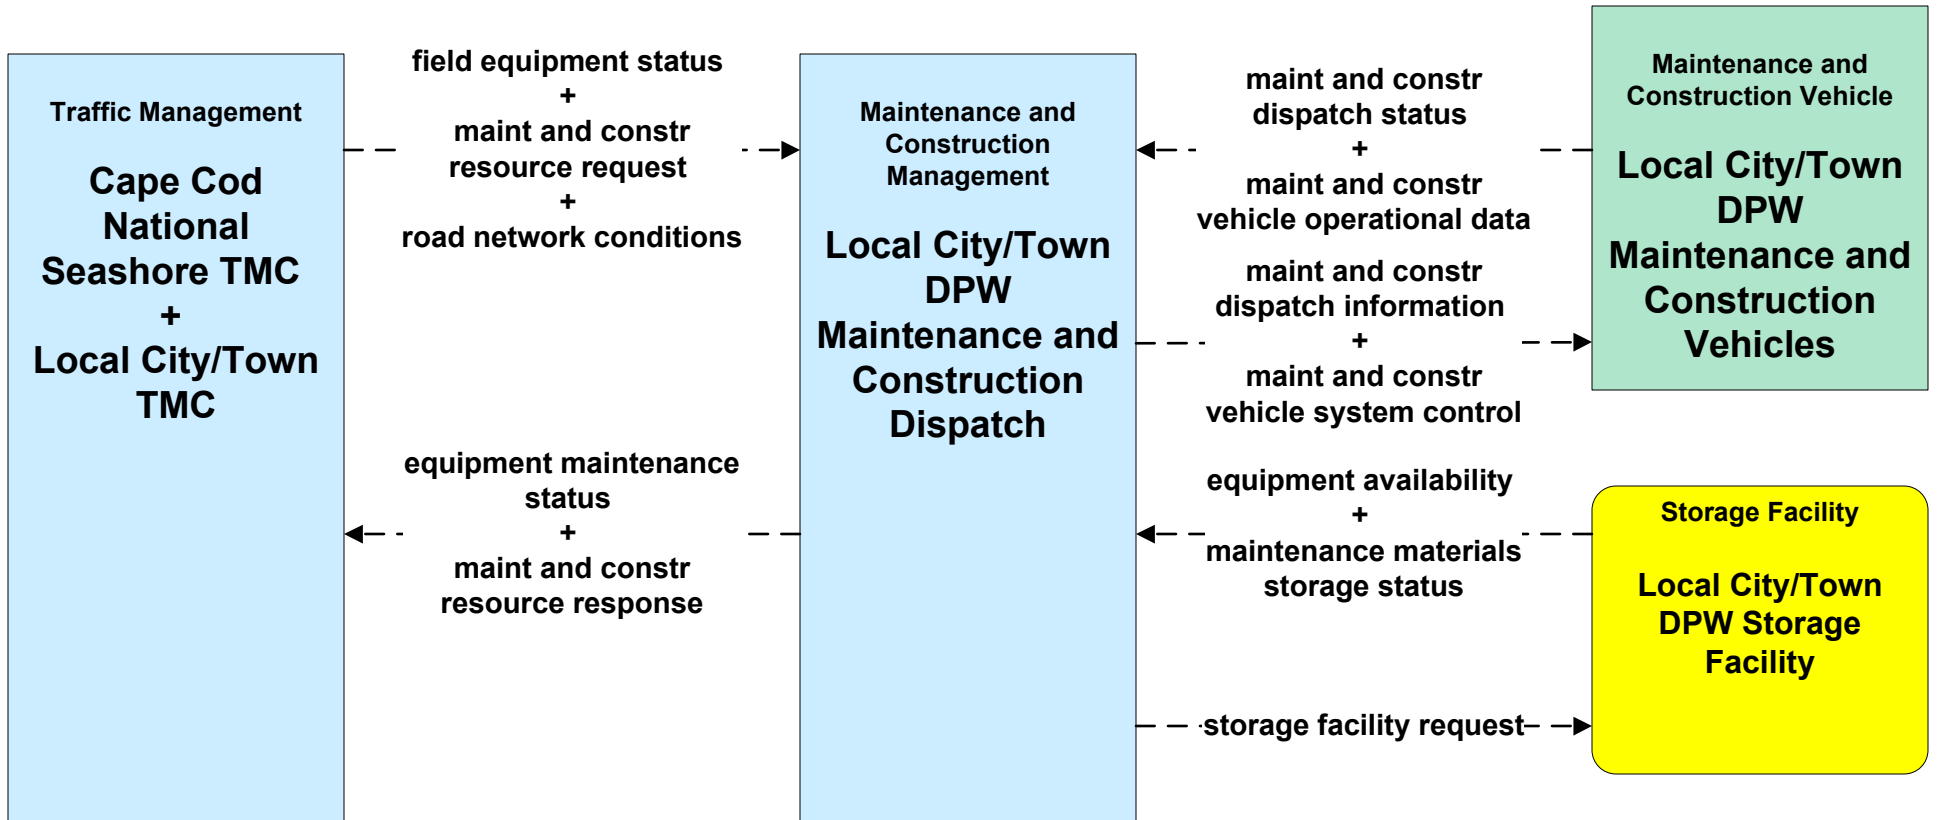 Traffic Management
Cape Cod
National
Seashore TMC
+
Local City/Town
TMC
field equipment status
+
maint and constr
resource request
+
road network conditions
equipment maintenance
status
+
maint and constr
resource response
Maintenance and
Construction
Management
Local City/Town
DPW
Maintenance and
Construction
Dispatch
maint and constr
dispatch status
+
maint and constr
vehicle operational data
maint and constr
dispatch information
+
maint and constr
vehicle system control
equipment availability
+
maintenance materials
storage status
storage facility request
Maintenance and
Construction Vehicle
Local City/Town
DPW
Maintenance and
Construction
Vehicles
Storage Facility
Local City/Town
DPW Storage
Facility